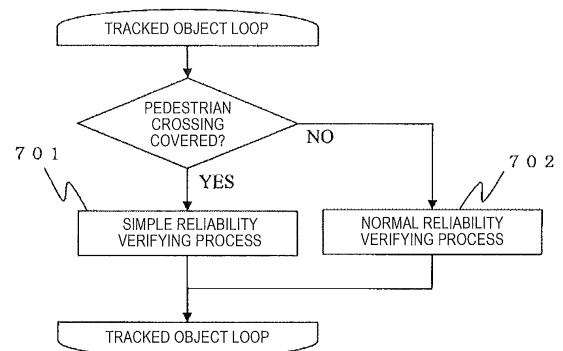 TRACKED OBJECT LOOP
PEDESTRIAN
CROSSING
COVERED?
NO
YES
701
702
SIMPLE RELIABILITY
VERIFYING PROCESS
NORMAL RELIABILITY
VERIFYING PROCESS
TRACKED OBJECT LOOP